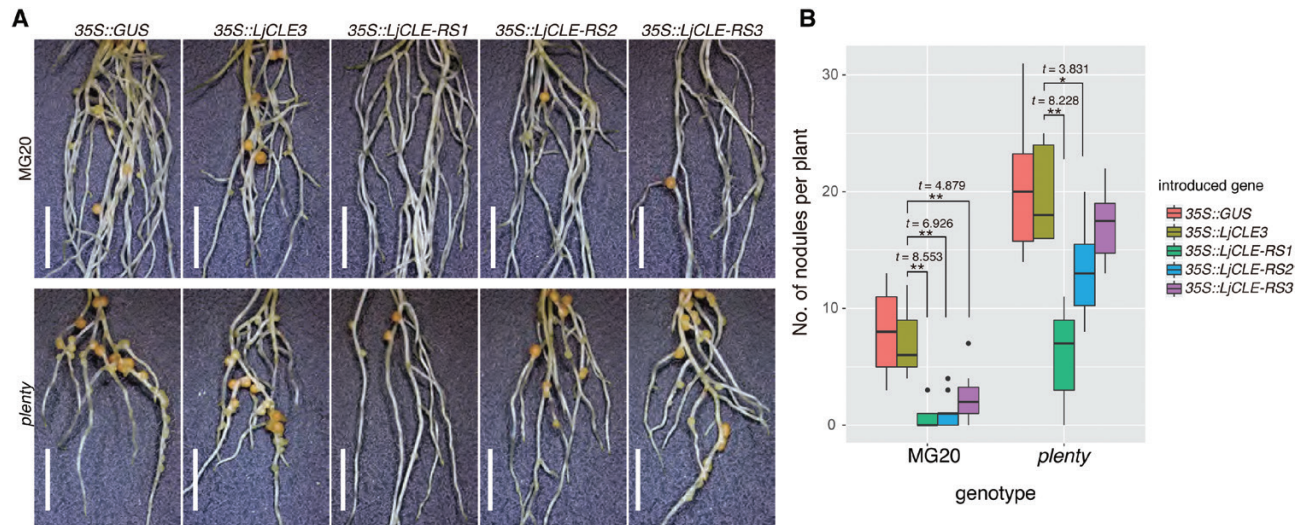 A
35S::GUS 35S::LjCLE3 35S::LjCLE-RS1 35S::LjCLE-RS2 35S::LjCLE-RS3
MG20
plenty
B
No. of nodules per plant
30
20
10
0
t = 3.831
*
t = 8.228
**
t = 4.879
**
t = 6.926
**
t = 8.553
**
MG20 plenty
genotype
introduced gene
35S::GUS
35S::LjCLE3
35S::LjCLE-RS1
35S::LjCLE-RS2
35S::LjCLE-RS3